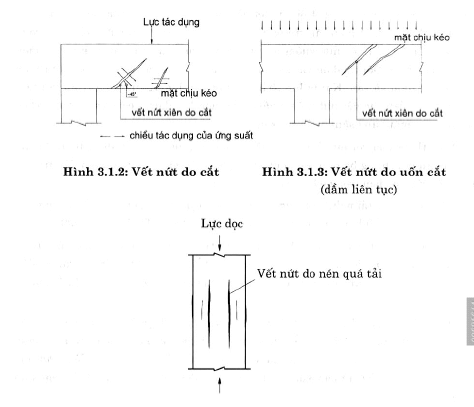 Lực tác dụng
mặt chịu kéo
vết nứt xiên do cắt
chiều tác dụng của ứng suất
Hình 3.1.2: Vết nứt do cắt
mặt chịu kéo
vết nứt xiên do cắt
Hình 3.1.3: Vết nứt do uốn cắt
(dầm liên tục)
Lực dọc
Vết nứt do nén quá tải